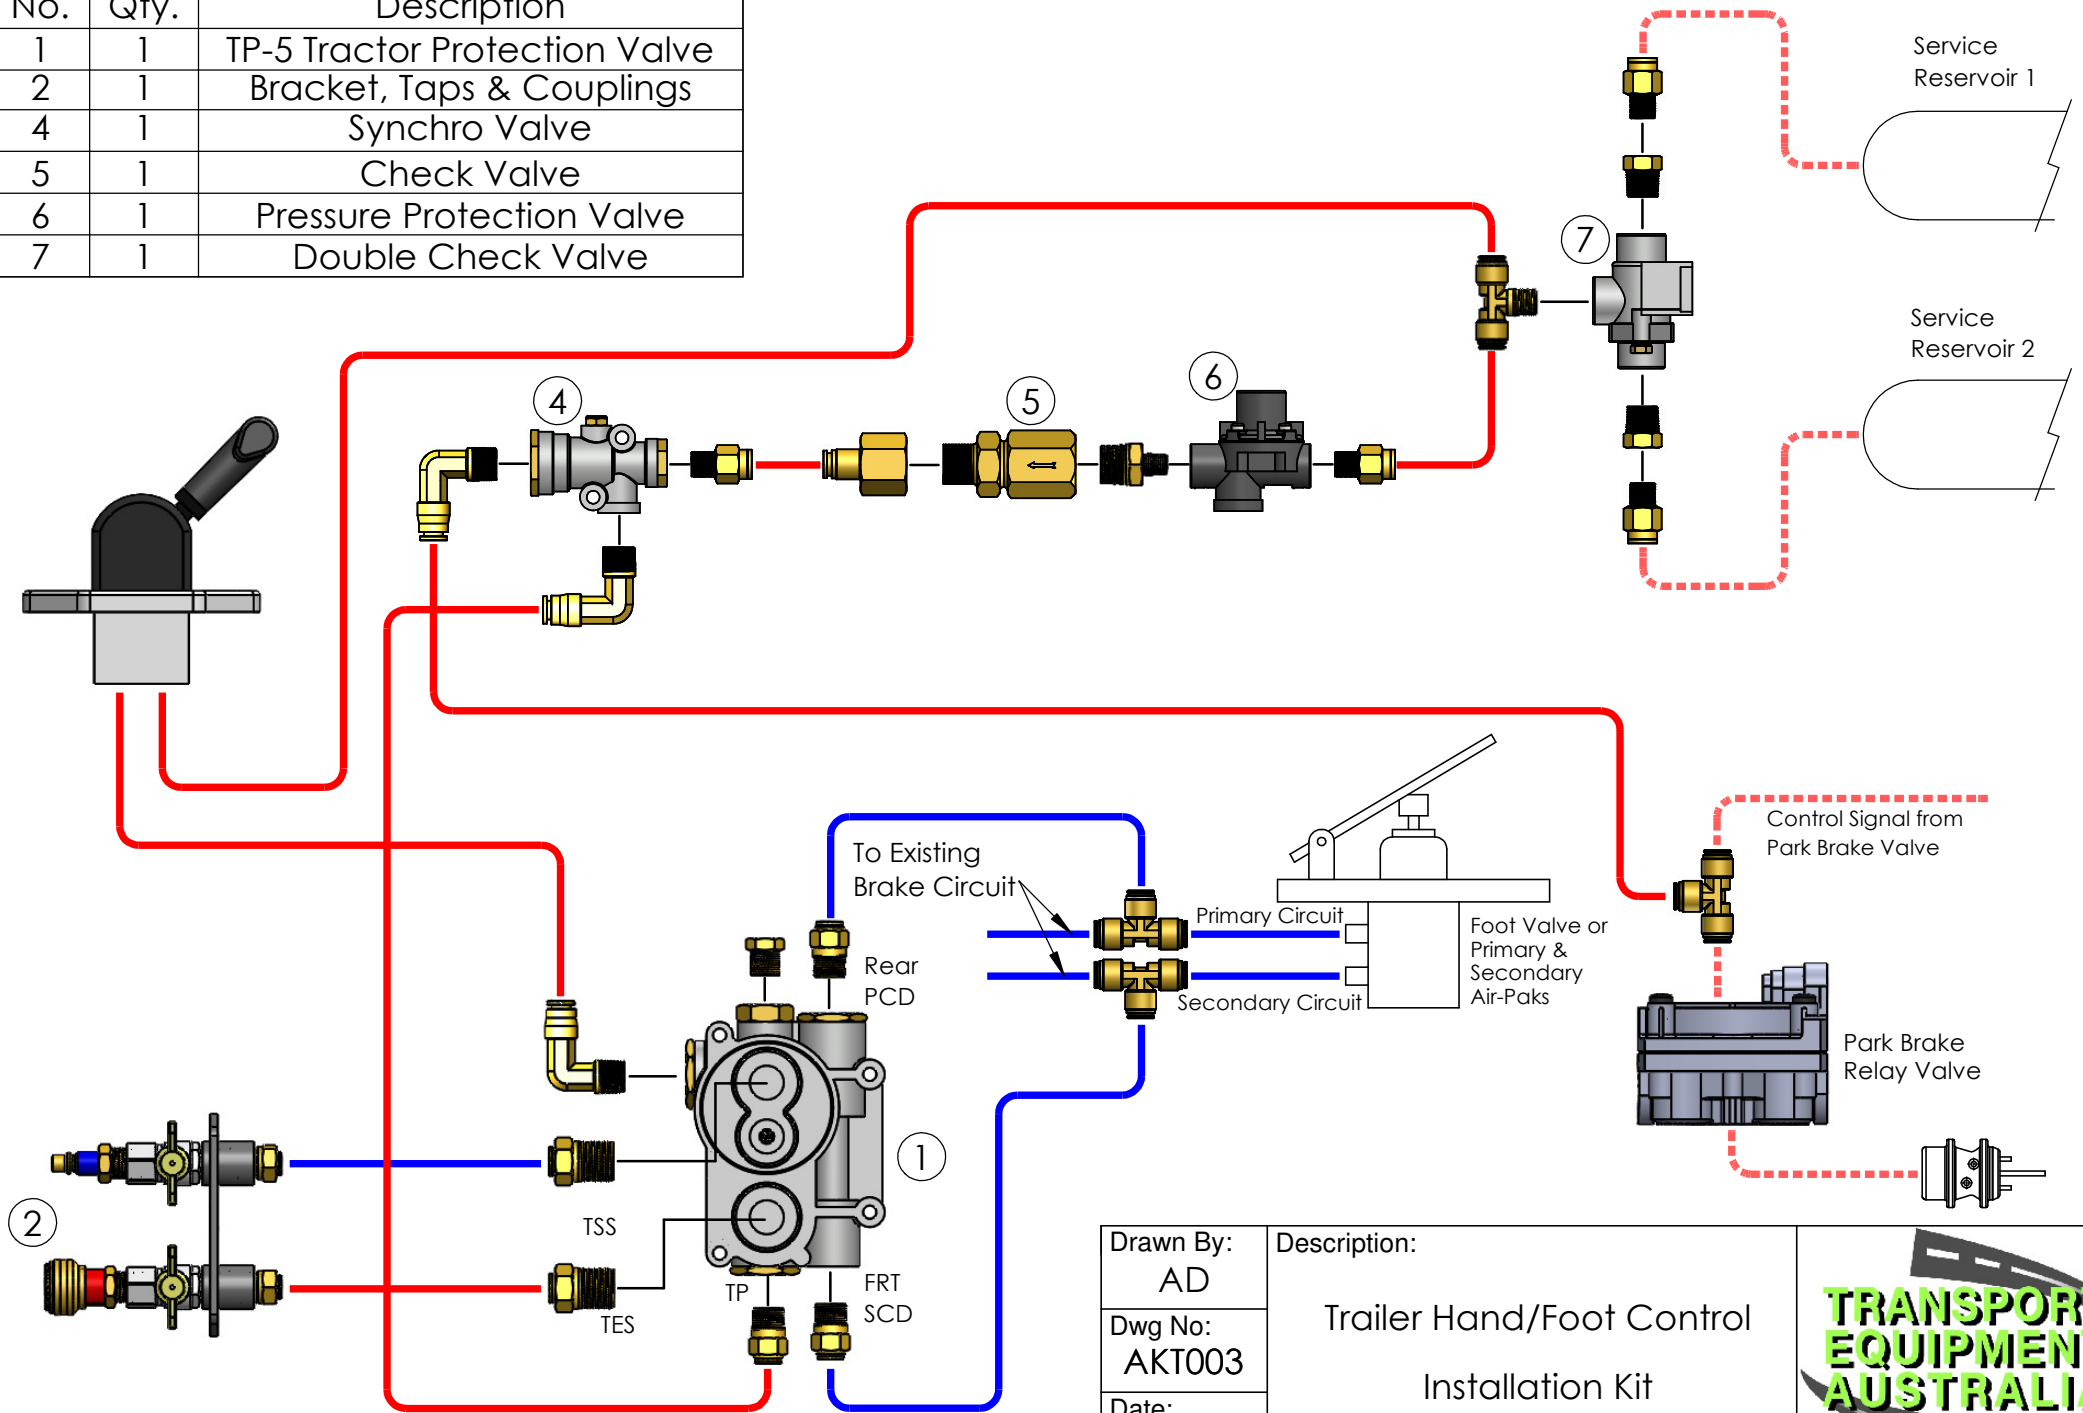 No. Qty. Description
1 1 TP-5 Tractor Protection Valve
2 1 Bracket, Taps & Couplings
4 1 Synchro Valve
5 1 Check Valve
6 1 Pressure Protection Valve
7 1 Double Check Valve
Service
Reservoir 1
7
Service
Reservoir 2
6
5
4
Control Signal from
Park Brake Valve
To Existing
Brake Circuit
Primary Circuit
Secondary Circuit
Foot Valve or
Primary &
Secondary
Air-Paks
Rear
PCD
Park Brake
Relay Valve
1
2
TSS
TES
TP
FRT
SCD
Drawn By:
AD
Dwg No:
AKT003
Date:
Description:
Trailer Hand/Foot Control
Installation Kit
TRANSPOR
EQUIPMEN
AUSTRALI